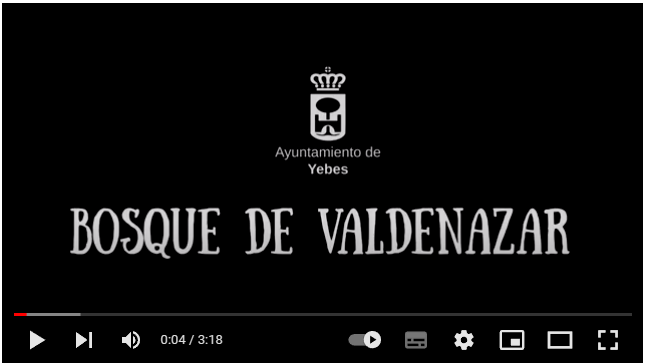 Ayuntamiento de
Yebes
BOSQUE DE VALDENAZAR
0:04 / 3:18